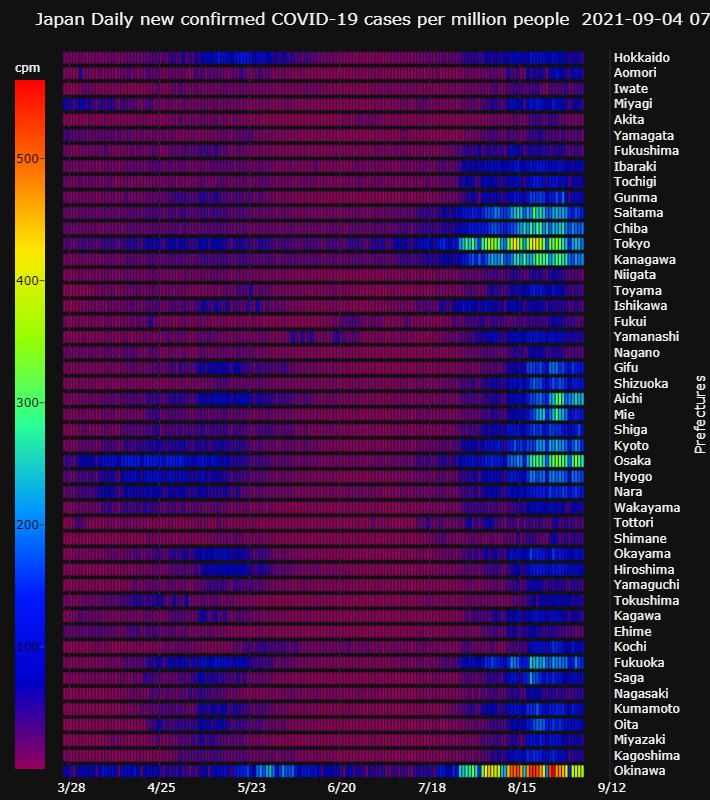 Japan Daily new confirmed COVID-19 cases per million people 2021-09-04 07
cpm
500
400
300
200
100
Hokkaido
Aomori
Iwate
Miyagi
Akita
Yamagata
Fukushima
Ibaraki
Tochigi
Gunma
Saitama
Chiba
Tokyo
Kanagawa
Niigata
Toyama
Ishikawa
Fukui
Yamanashi
Nagano
Gifu
Shizuoka
Aichi
Mie
Shiga
Kyoto
Osaka
Hyogo
Nara
Wakayama
Tottori
Shimane
Okayama
Hiroshima
Yamaguchi
Tokushima
Kagawa
Ehime
Kochi
Fukuoka
Saga
Nagasaki
Kumamoto
Oita
Miyazaki
Kagoshima
Okinawa
Prefectures
3/28 4/25 5/23 6/20 7/18 8/15 9/12